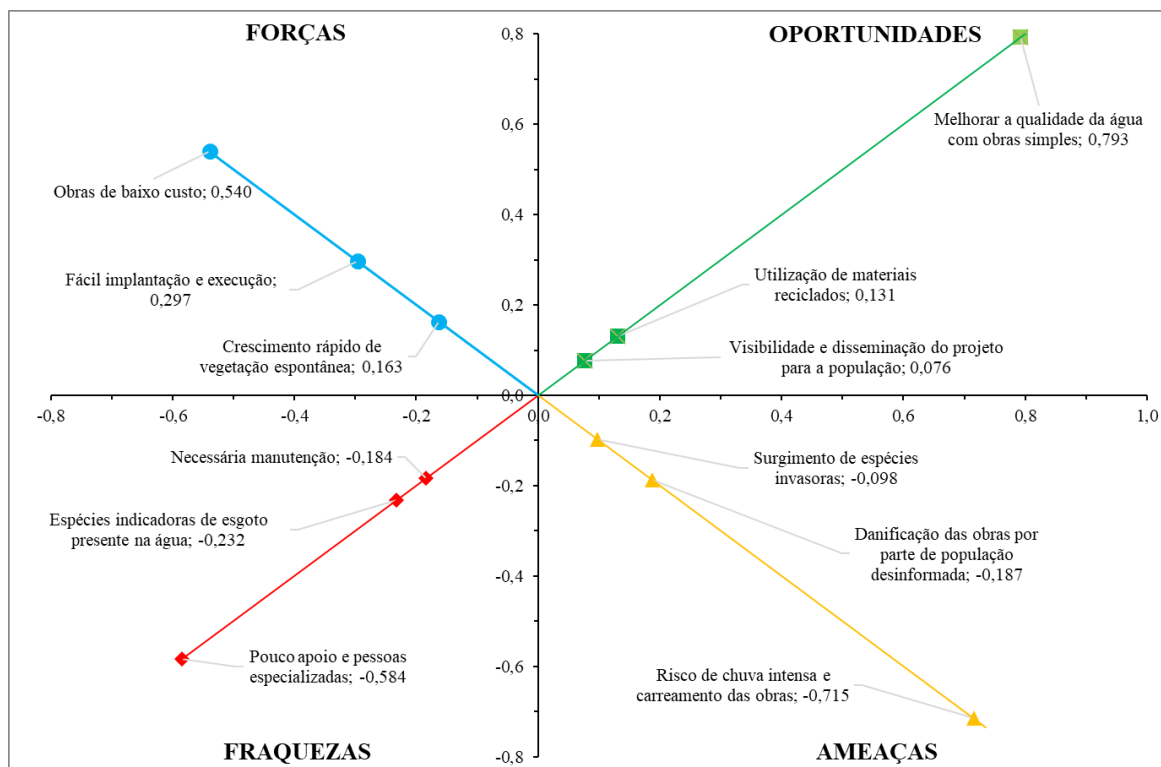 FORÇAS
OPORTUNIDADES
0,8
Melhorar a qualidade da água
com obras simples; 0,793
0,6
Obras de baixo custo; 0,540
0,4
Fácil implantação e execução;
0,297
Utilização de materiais
reciclados; 0,131
0,2
Crescimento rápido de
vegetação espontânea; 0,163
Visibilidade e disseminação do projeto
para a população; 0,076
0,0
-0,8
-0,6
-0,4
-0,2
0,0
0,2
0,4
0,6
0,8
1,0
Necessária manutenção; -0,184
Surgimento de espécies
invasoras; -0,098
-0,2
Espécies indicadoras de esgoto
presente na água; -0,232
Danificação das obras por
parte de população
desinformada; -0,187
-0,4
Pouco apoio e pessoas
especializadas; -0,584
-0,6
Risco de chuva intensa e
carreamento das obras; -0,715
FRAQUEZAS
AMEAÇAS
-0,8